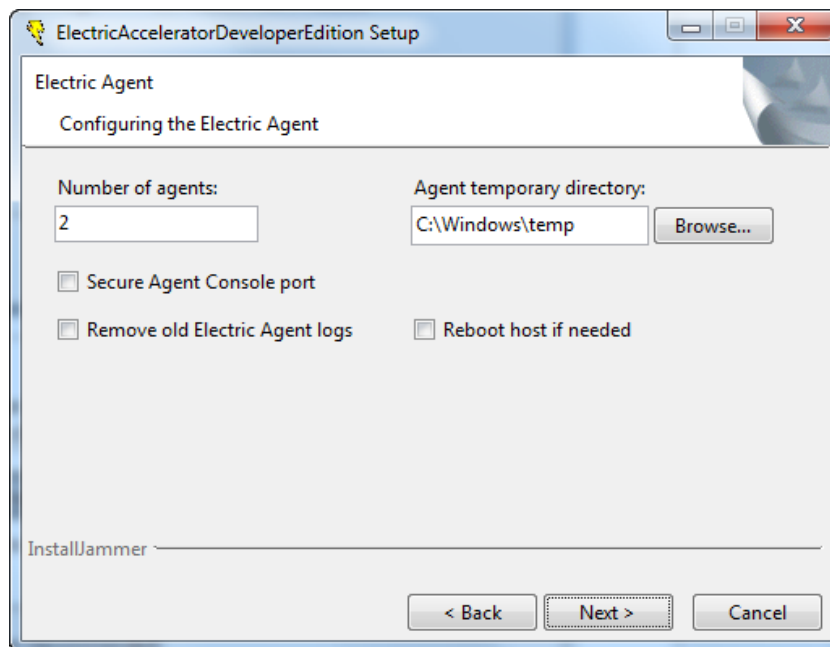 ElectricAcceleratorDeveloperEdition Setup
Electric Agent
Configuring the Electric Agent
Number of agents:
Agent temporary directory:
2
C:\Windows\temp
Browse...
Secure Agent Console port
Remove old Electric Agent logs
Reboot host if needed
InstallJammer
< Back
Next >
Cancel